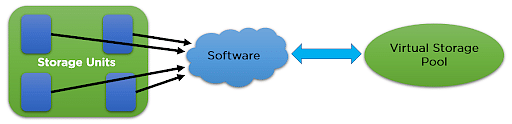 Storage Units
Software
Virtual Storage
Pool